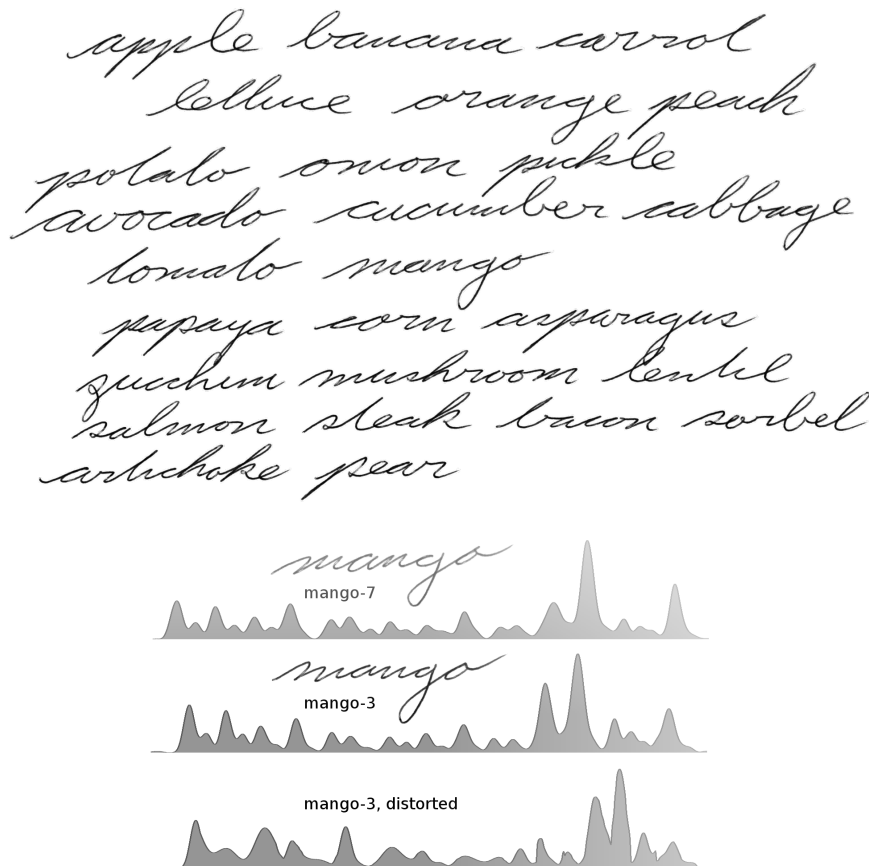 apple banana carrot
lettuce orange peach
potato onion pickle
avocado cucumber cabbage
tomato mango
papaya corn asparagus
zucchini mushroom lentil
salmon steak bacon sorbet
artichoke pear
mango
mango-7
mango
mango-3
mango-3, distorted